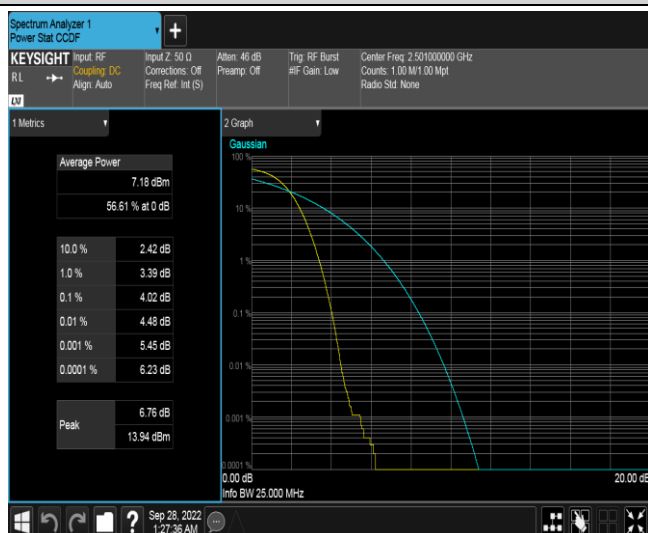 Spectrum Analyzer 1
Power Stat CCDF
KEYSIGHT
R L
LXI
Input: RF
Coupling: DC
Align: Auto
Input Z: 50 Ω
Corrections: Off
Freq Ref: Int (S)
Atten: 46 dB
Preamp: Off
Trig: RF Burst
#IF Gain: Low
Center Freq: 2.501000000 GHz
Counts: 1.00 M/1.00 Mpt
Radio Std: None
1 Metrics
Average Power
7.18 dBm
56.61 % at 0 dB
10.0 % 2.42 dB
1.0 % 3.39 dB
0.1 % 4.02 dB
0.01 % 4.48 dB
0.001 % 5.45 dB
0.0001 % 6.23 dB
Peak
6.76 dB
13.94 dBm
2 Graph
Gaussian
100 %
10 %
1 %
0.1 %
0.01 %
0.001 %
0.0001 %
0.00 dB 20.00 dB
Info BW 25.000 MHz
?
Sep 28, 2022
1:27:36 AM